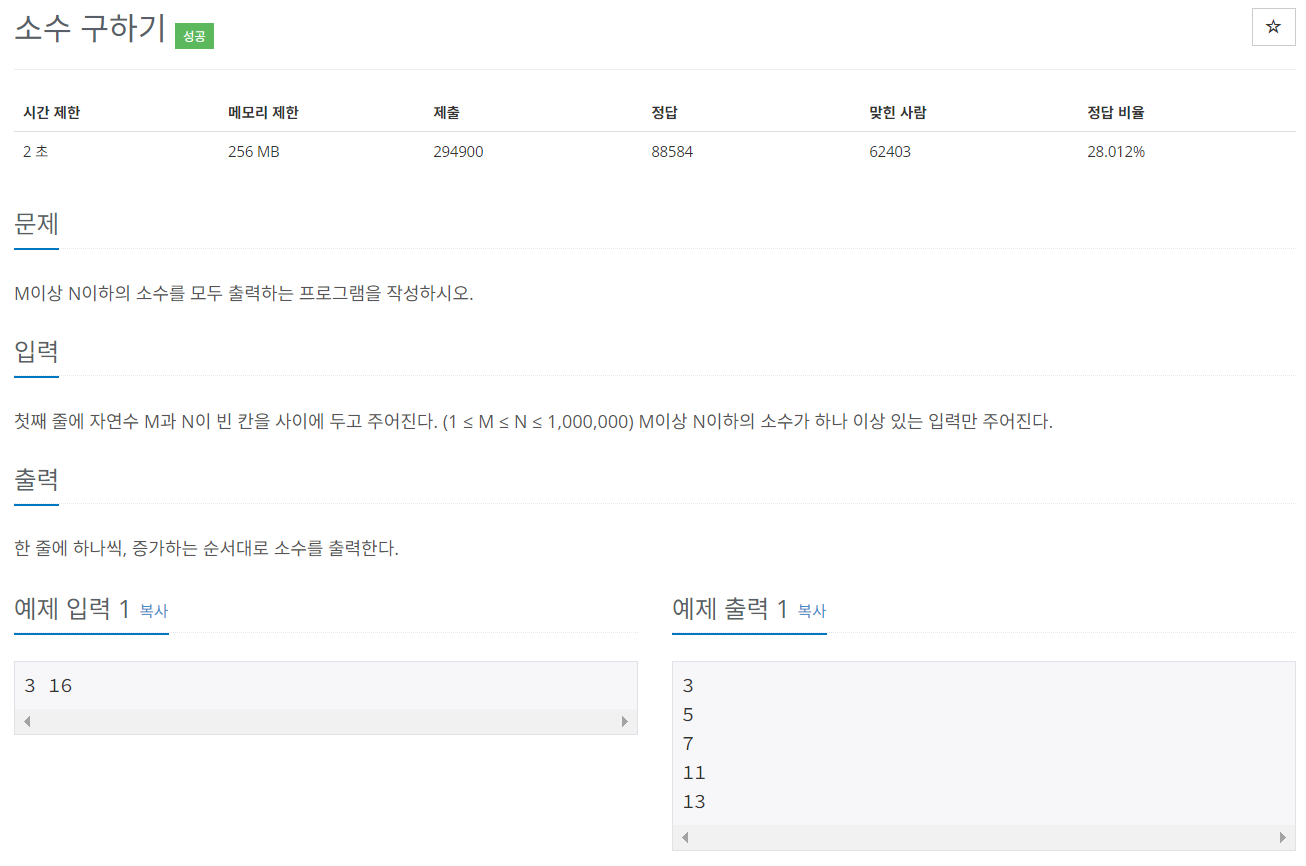 소수 구하기 성공
시간 제한 메모리 제한 제출 정답 맞힌 사람 정답 비율
2 초 256 MB 294900 88584 62403 28.012%
문제
M이상 N이하의 소수를 모두 출력하는 프로그램을 작성하시오.
입력
첫째 줄에 자연수 M과 N이 빈 칸을 사이에 두고 주어진다. (1 ≤ M ≤ N ≤ 1,000,000) M이상 N이하의 소수가 하나 이상 있는 입력만 주어진다.
출력
한 줄에 하나씩, 증가하는 순서대로 소수를 출력한다.
예제 입력 1 복사
3 16
예제 출력 1 복사
3
5
7
11
13